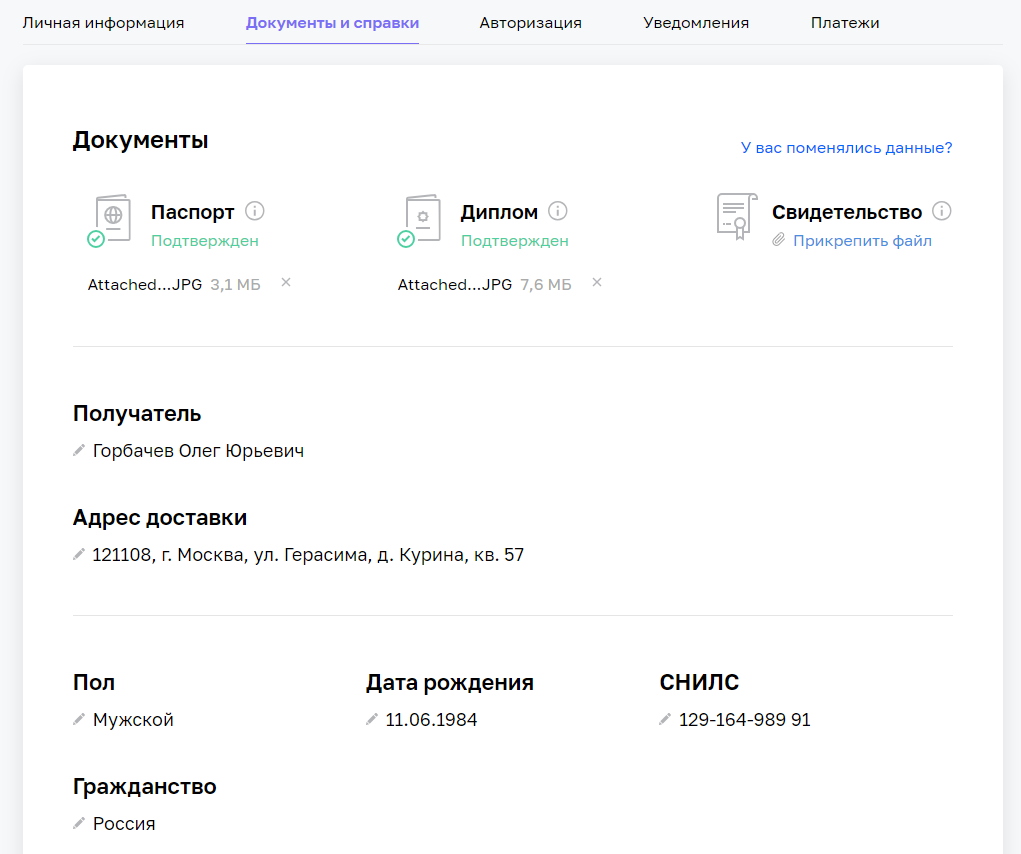 Личная информация Документы и справки Авторизация Уведомления Платежи
Документы
У вас поменялись данные?
Паспорт
Подтвержден
Attached...JPG 3,1 МБ
Диплом
Подтвержден
Attached...JPG 7,6 МБ
Свидетельство
Прикрепить файл
Получатель
Горбачев Олег Юрьевич
Адрес доставки
121108, г. Москва, ул. Герасима, д. Курина, кв. 57
Пол
Мужской
Дата рождения
11.06.1984
СНИЛС
129-164-989 91
Гражданство
Россия